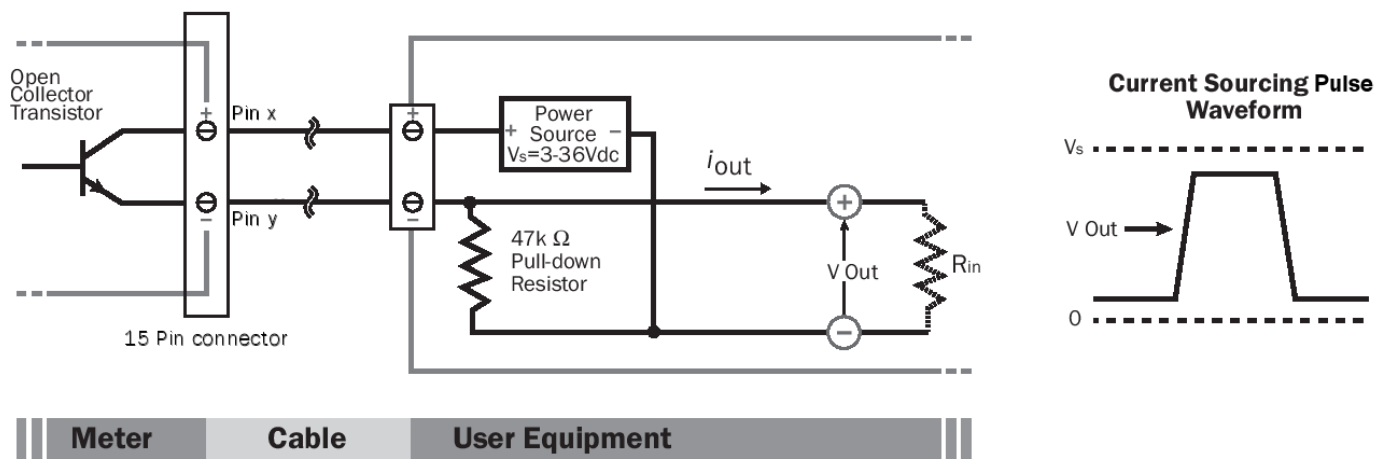 Open
Collector
Transistor
+
Pin x
−
Pin y
15 Pin connector
+
−
Power
+ Source −
Vs=3-36Vdc
47k Ω
Pull-down
Resistor
iout
+
V Out
−
Rin
Current Sourcing Pulse
Waveform
Vs
V Out
0
Meter
Cable
User Equipment